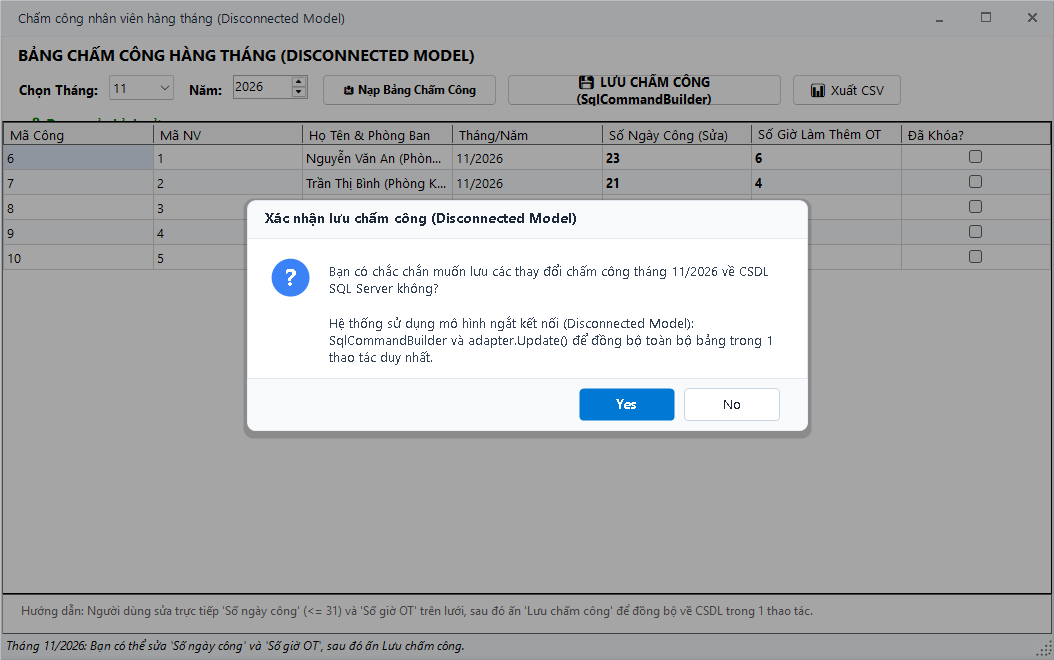 Chấm công nhân viên hàng tháng (Disconnected Model)
BẢNG CHẤM CÔNG HÀNG THÁNG (DISCONNECTED MODEL)
Chọn Tháng: 11 Năm: 2026 Nạp Bảng Chấm Công LƯU CHẤM CÔNG (SqlCommandBuilder) Xuất CSV
Mã Công Mã NV Họ Tên & Phòng Ban Tháng/Năm Số Ngày Công (Sửa) Số Giờ Làm Thêm OT Đã Khóa?
6 1 Nguyễn Văn An (Phòn... 11/2026 23 6
7 2 Trần Thị Bình (Phòng K... 11/2026 21 4
8 3
9 4
10 5
Xác nhận lưu chấm công (Disconnected Model)
?
Bạn có chắc chắn muốn lưu các thay đổi chấm công tháng 11/2026 về CSDL
SQL Server không?
Hệ thống sử dụng mô hình ngắt kết nối (Disconnected Model):
SqlCommandBuilder và adapter.Update() để đồng bộ toàn bộ bảng trong 1
thao tác duy nhất.
Yes No
Hướng dẫn: Người dùng sửa trực tiếp 'Số ngày công' (<= 31) và 'Số giờ OT' trên lưới, sau đó ấn 'Lưu chấm công' để đồng bộ về CSDL trong 1 thao tác.
Tháng 11/2026: Bạn có thể sửa 'Số ngày công' và 'Số giờ OT', sau đó ấn Lưu chấm công.